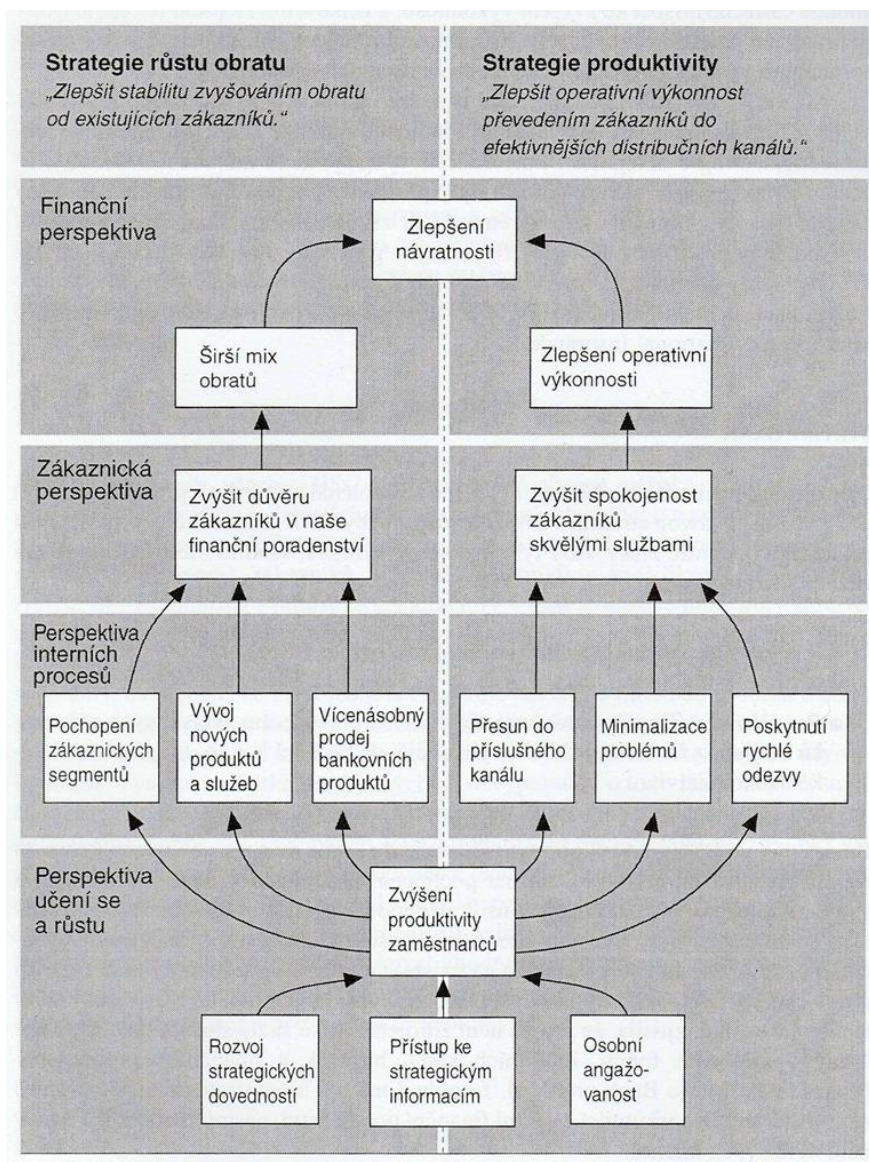 Strategie růstu obratu
„Zlepšit stabilitu zvyšováním obratu
od existujících zákazníků.“
Strategie produktivity
„Zlepšit operativní výkonnost
převedením zákazníků do
efektivnějších distribučních kanálů.“
Finanční
perspektiva
Zlepšení
návratnosti
Širší mix
obratů
Zlepšení operativní
výkonnosti
Zákaznická
perspektiva
Zvýšit důvěru
zákazníků v naše
finanční poradenství
Zvýšit spokojenost
zákazníků
skvělými službami
Perspektiva
interních
procesů
Pochopení
zákaznických
segmentů
Vývoj
nových
produktů
a služeb
Vícenásobný
prodej
bankovních
produktů
Přesun do
příslušného
kanálu
Minimalizace
problémů
Poskytnutí
rychlé
odezvy
Perspektiva
učení se
a růstu
Zvýšení
produktivity
zaměstnanců
Rozvoj
strategických
dovedností
Přístup ke
strategickým
informacím
Osobní
angažo-
vanost